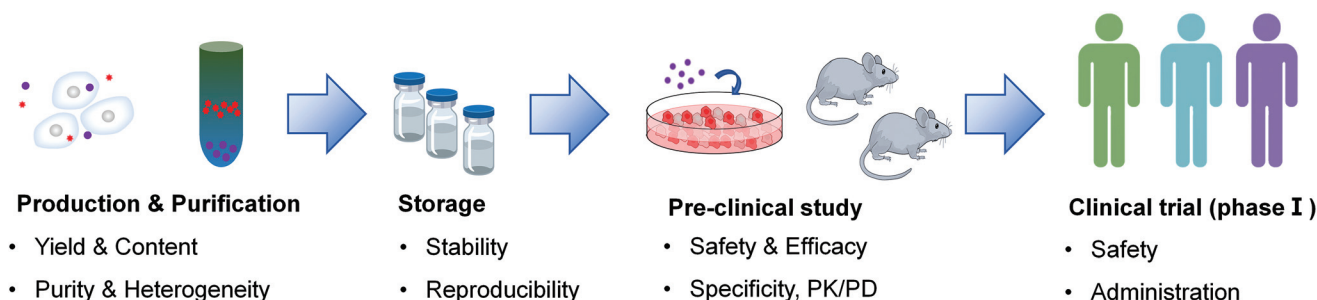 Production & Purification
• Yield & Content
• Purity & Heterogeneity
Storage
• Stability
• Reproducibility
Pre-clinical study
• Safety & Efficacy
• Specificity, PK/PD
Clinical trial (phase I)
• Safety
• Administration